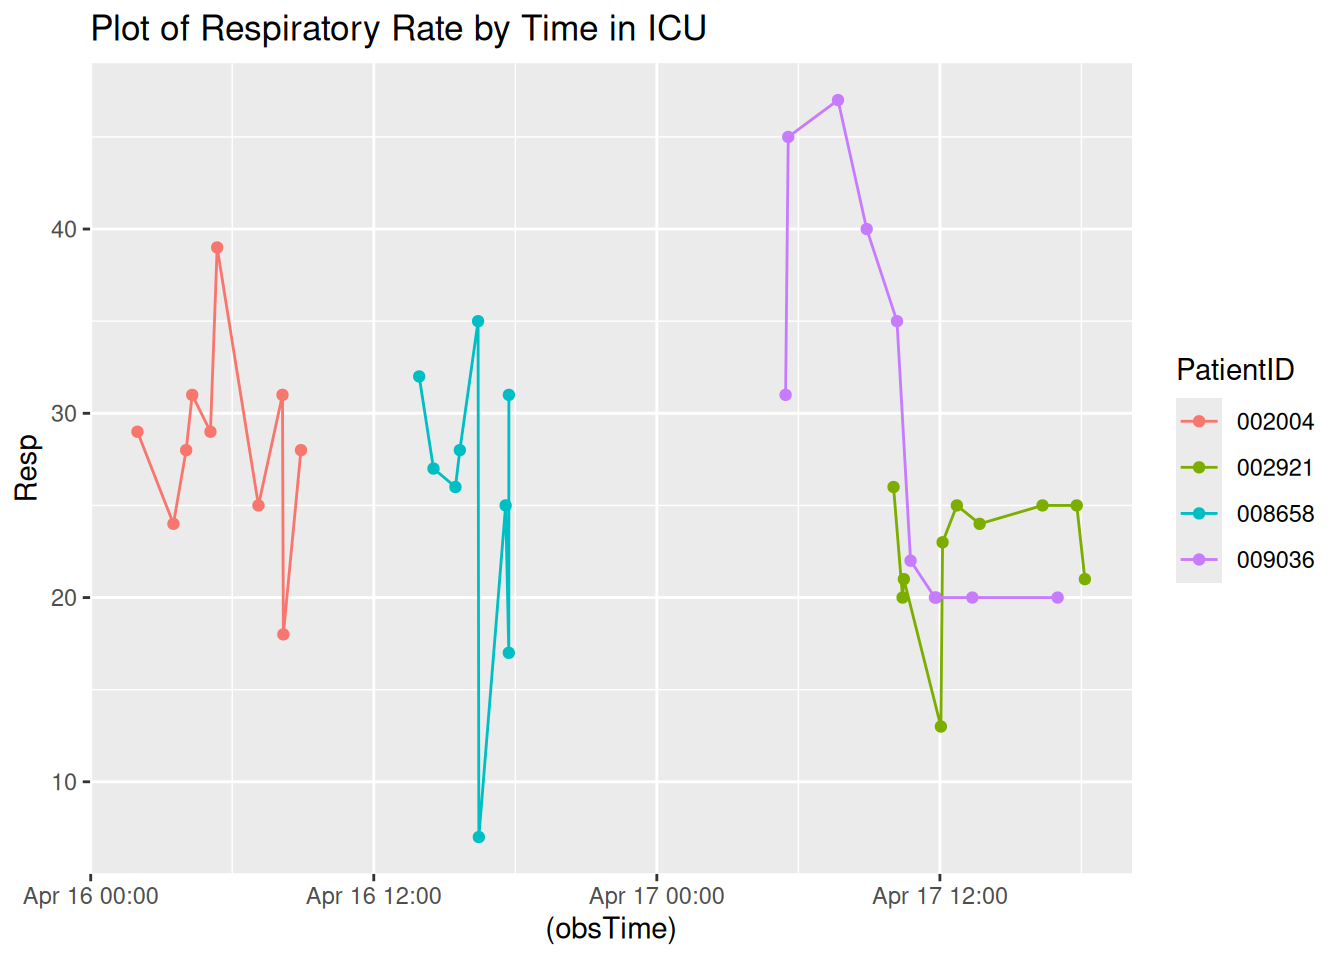 Plot of Respiratory Rate by Time in ICU
Resp
40
30
20
10
Apr 16 00:00
Apr 16 12:00
Apr 17 00:00
Apr 17 12:00
(obsTime)
PatientID
002004
002921
008658
009036